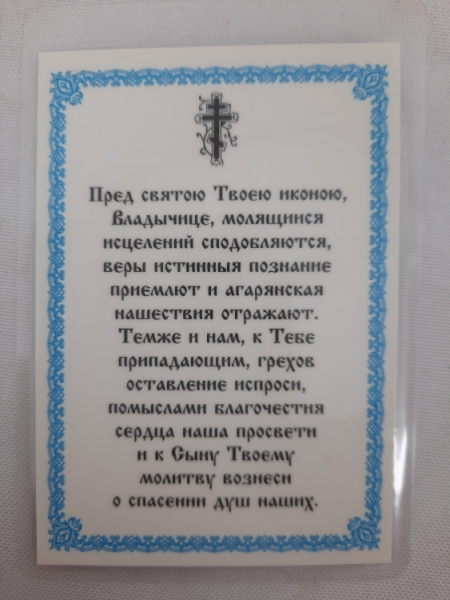 Пред святою Твоею иконою,
Владычице, молящиися
исцелений сподобляются,
веры истинныя познание
приемлют и агарянская
нашествия отражают.
Темже и нам, к Тебе
припадающим, грехов
оставление испроси,
помыслами благочестия
сердца наша просвети
и к Сыну Твоему
молитву вознеси
о спасении душ наших.